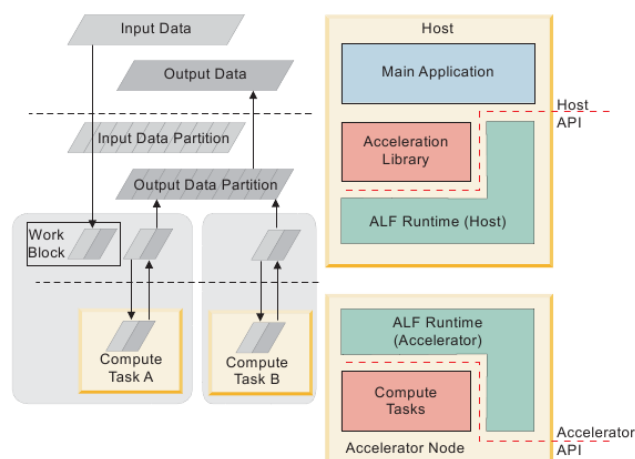 Input Data
Output Data
Input Data Partition
Output Data Partition
Work
Block
Compute
Task A
Compute
Task B
Host
Main Application
Host
API
Acceleration
Library
ALF Runtime (Host)
ALF Runtime
(Accelerator)
Compute
Tasks
Accelerator
API
Accelerator Node